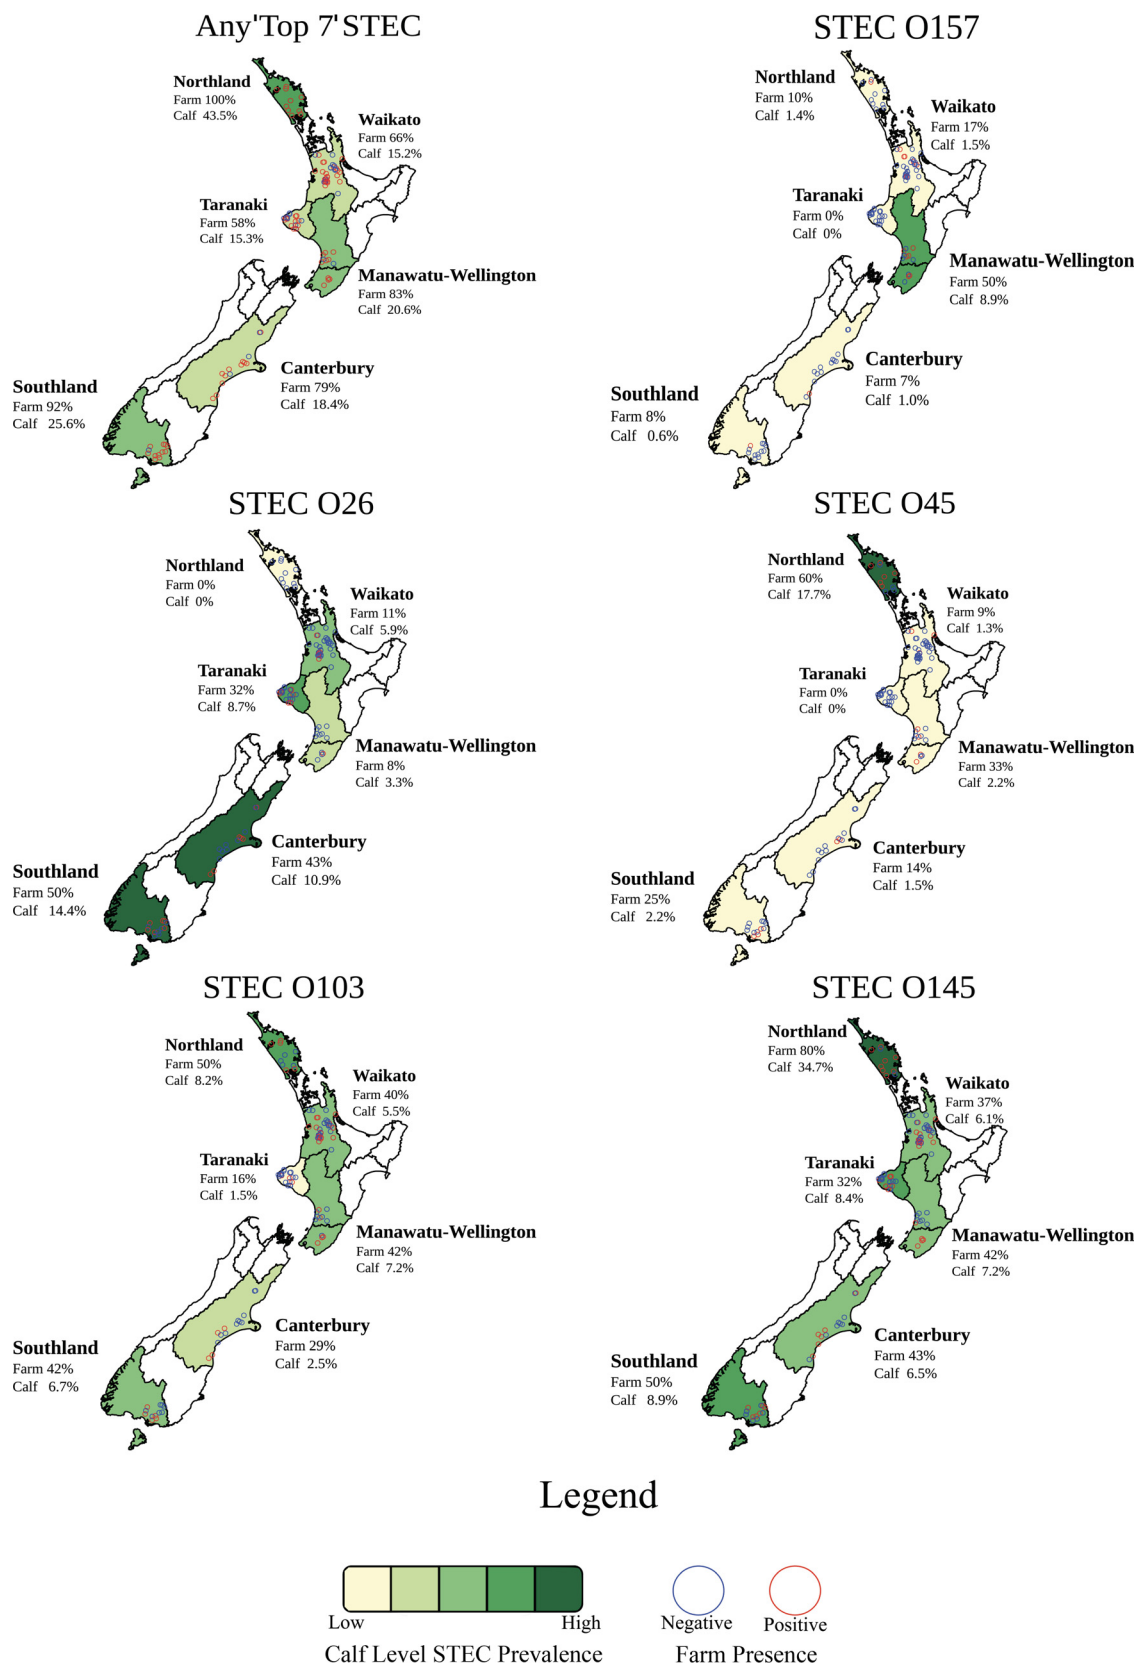 Any'Top 7'STEC
Northland
Farm 100%
Calf 43.5%
Waikato
Farm 66%
Calf 15.2%
Taranaki
Farm 58%
Calf 15.3%
Manawatu-Wellington
Farm 83%
Calf 20.6%
Canterbury
Farm 79%
Calf 18.4%
Southland
Farm 92%
Calf 25.6%
STEC O157
Northland
Farm 10%
Calf 1.4%
Waikato
Farm 17%
Calf 1.5%
Taranaki
Farm 0%
Calf 0%
Manawatu-Wellington
Farm 50%
Calf 8.9%
Canterbury
Farm 7%
Calf 1.0%
Southland
Farm 8%
Calf 0.6%
STEC O26
Northland
Farm 0%
Calf 0%
Waikato
Farm 11%
Calf 5.9%
Taranaki
Farm 32%
Calf 8.7%
Manawatu-Wellington
Farm 8%
Calf 3.3%
Canterbury
Farm 43%
Calf 10.9%
Southland
Farm 50%
Calf 14.4%
STEC O45
Northland
Farm 60%
Calf 17.7%
Waikato
Farm 9%
Calf 1.3%
Taranaki
Farm 0%
Calf 0%
Manawatu-Wellington
Farm 33%
Calf 2.2%
Canterbury
Farm 14%
Calf 1.5%
Southland
Farm 25%
Calf 2.2%
STEC O103
Northland
Farm 50%
Calf 8.2%
Waikato
Farm 40%
Calf 5.5%
Taranaki
Farm 16%
Calf 1.5%
Manawatu-Wellington
Farm 42%
Calf 7.2%
Canterbury
Farm 29%
Calf 2.5%
Southland
Farm 42%
Calf 6.7%
STEC O145
Northland
Farm 80%
Calf 34.7%
Waikato
Farm 37%
Calf 6.1%
Taranaki
Farm 32%
Calf 8.4%
Manawatu-Wellington
Farm 42%
Calf 7.2%
Canterbury
Farm 43%
Calf 6.5%
Southland
Farm 50%
Calf 8.9%
Legend
Low
High
Calf Level STEC Prevalence
Negative
Positive
Farm Presence